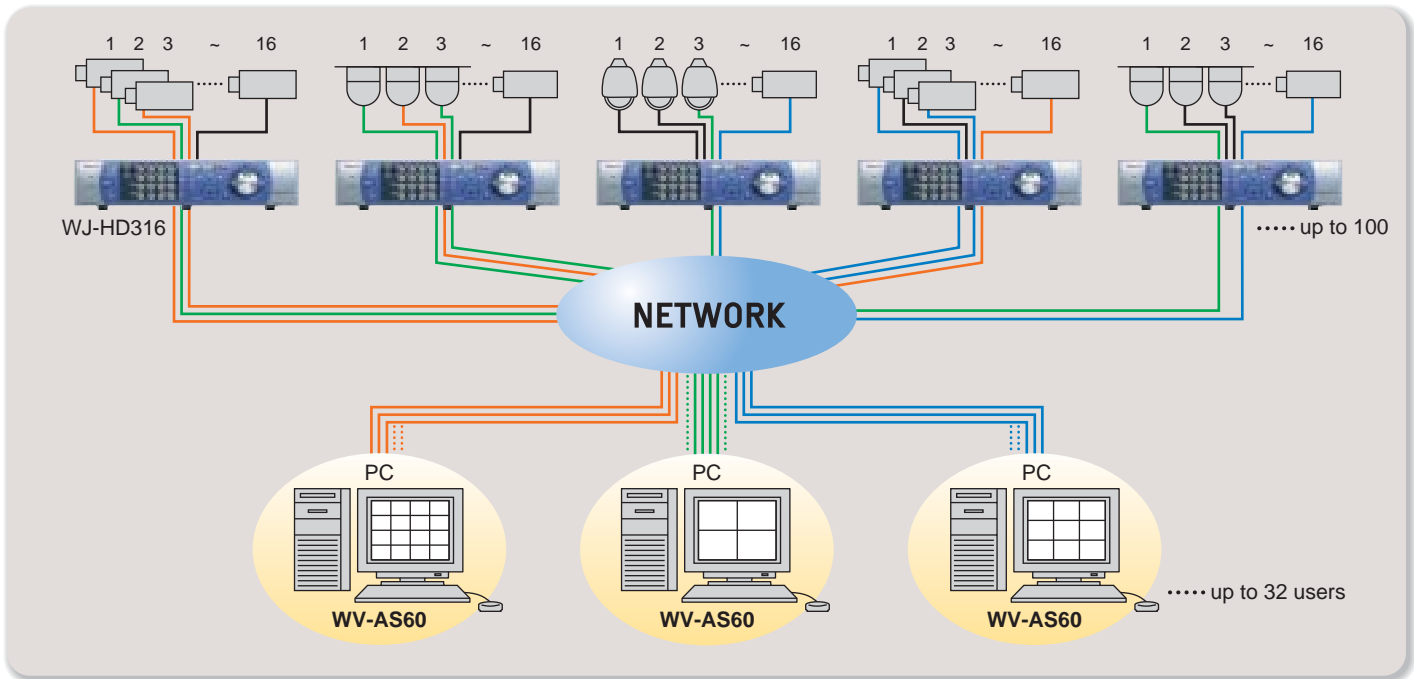 1 2 3 ~ 16
1 2 3 ~ 16
1 2 3 ~ 16
1 2 3 ~ 16
1 2 3 ~ 16
WJ-HD316
up to 100
NETWORK
PC
PC
PC
WV-AS60
WV-AS60
WV-AS60
up to 32 users